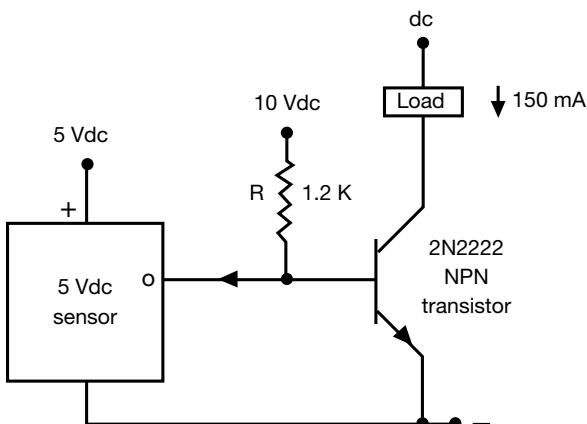 dc
Load
150 mA
10 Vdc
5 Vdc
R
1.2 K
+
2N2222
NPN
transistor
5 Vdc
sensor
o
–